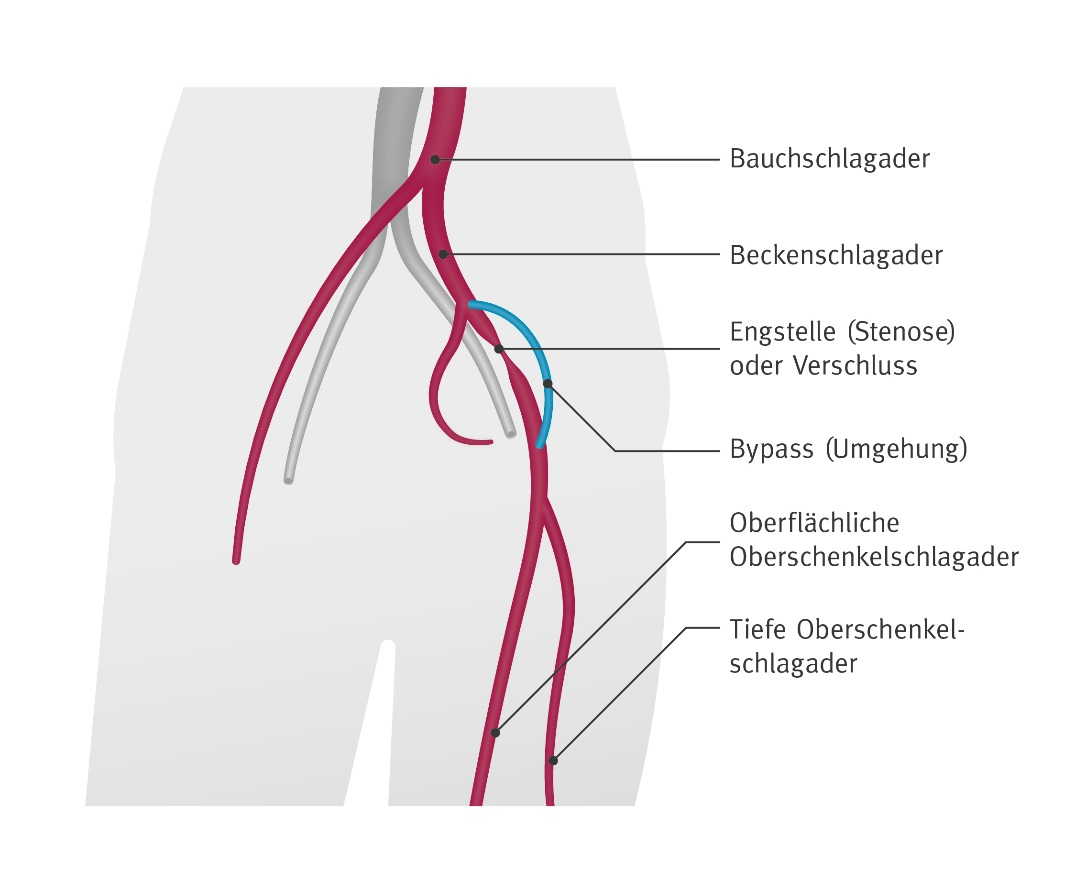 Bauchschlagader
Beckenschlagader
Engstelle (Stenose)
oder Verschluss
Bypass (Umgehung)
Oberflächliche
Oberschenkelschlagader
Tiefe Oberschenkel-
schlagader